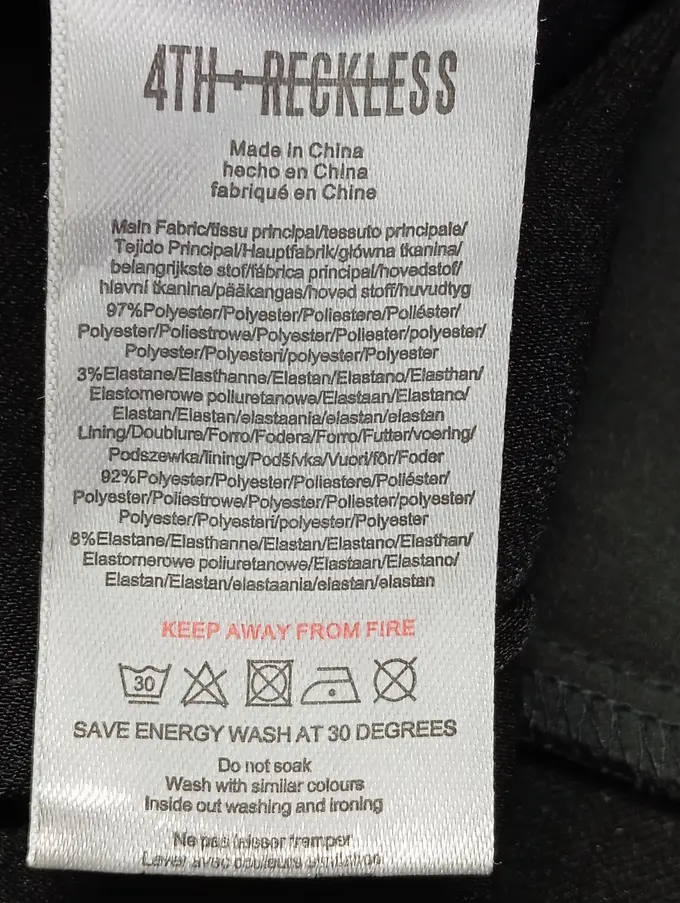 4TH+RECKLESS
Made in China
hecho en China
fabriqué en Chine
Main Fabric/tissu principal/tessuto principale/
Tejido Principal/Hauptfabrik/główna tkanina/
belangrijkste stof/fábrica principal/hovedstof/
hlavní tkanina/pääkangas/hoved stoff/huvudtyg
97%Polyester/Polyester/Poliestere/Poliéster/
Polyester/Poliestrowe/Polyester/Poliester/polyester/
Polyester/Polyesteri/polyester/Polyester
3%Elastane/Elasthanne/Elastan/Elastano/Elasthan/
Elastomerowe poliuretanowe/Elastaan/Elastano/
Elastan/Elastan/elastaania/elastan/elastan
Lining/Doublure/Forro/Fodera/Forro/Futter/voering/
Podszewka/lining/Podšívka/Vuori/fôr/Foder
92%Polyester/Polyester/Poliestere/Poliéster/
Polyester/Poliestrowe/Polyester/Poliester/polyester/
Polyester/Polyesteri/polyester/Polyester
8%Elastane/Elasthanne/Elastan/Elastano/Elasthan/
Elastomerowe poliuretanowe/Elastaan/Elastano/
Elastan/Elastan/elastaania/elastan/elastan
KEEP AWAY FROM FIRE
30
SAVE ENERGY WASH AT 30 DEGREES
Do not soak
Wash with similar colours
Inside out washing and ironing
Ne pas laisser tremper
Laver avec couleurs